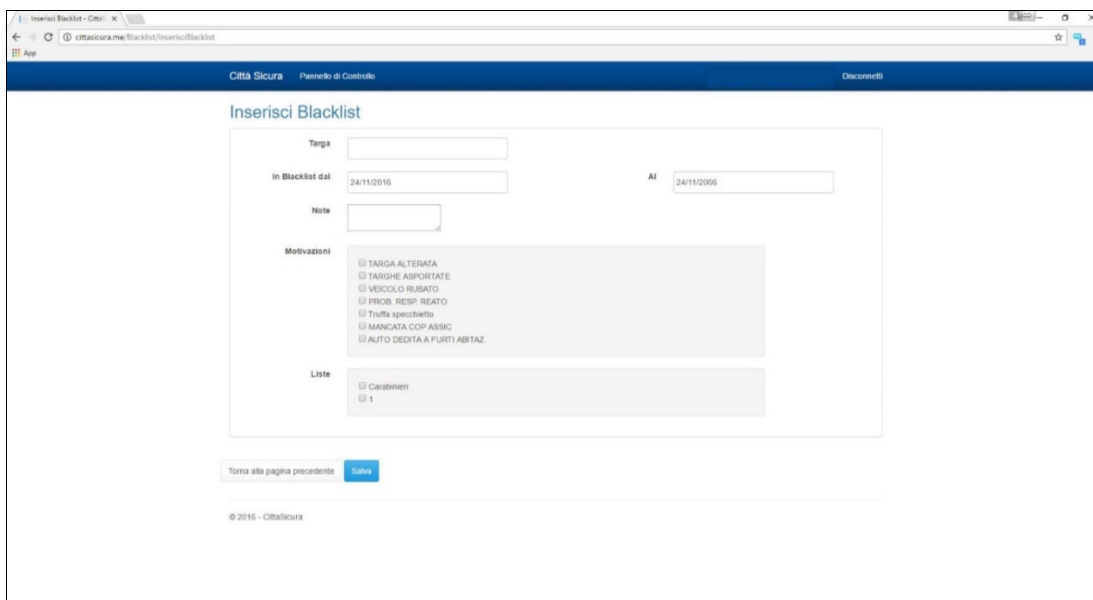 Inserisci Blacklist - Citta
cittasicura.me/Blacklist/InserisciBlacklist
App
Città Sicura Pannello di Controllo Disconnetti
Inserisci Blacklist
Targa
In Blacklist dal 24/11/2016 Al 24/11/2066
Note
Motivazioni
TARGA ALTERATA
TARGHE ASPORTATE
VEICOLO RUBATO
PROB. RESP. REATO
Truffa specchietto
MANCATA COP ASSIC
AUTO DEDITA A FURTI ABITAZ.
Liste
Carabinieri
1
Torna alla pagina precedente Salva
© 2016 - CittaSicura